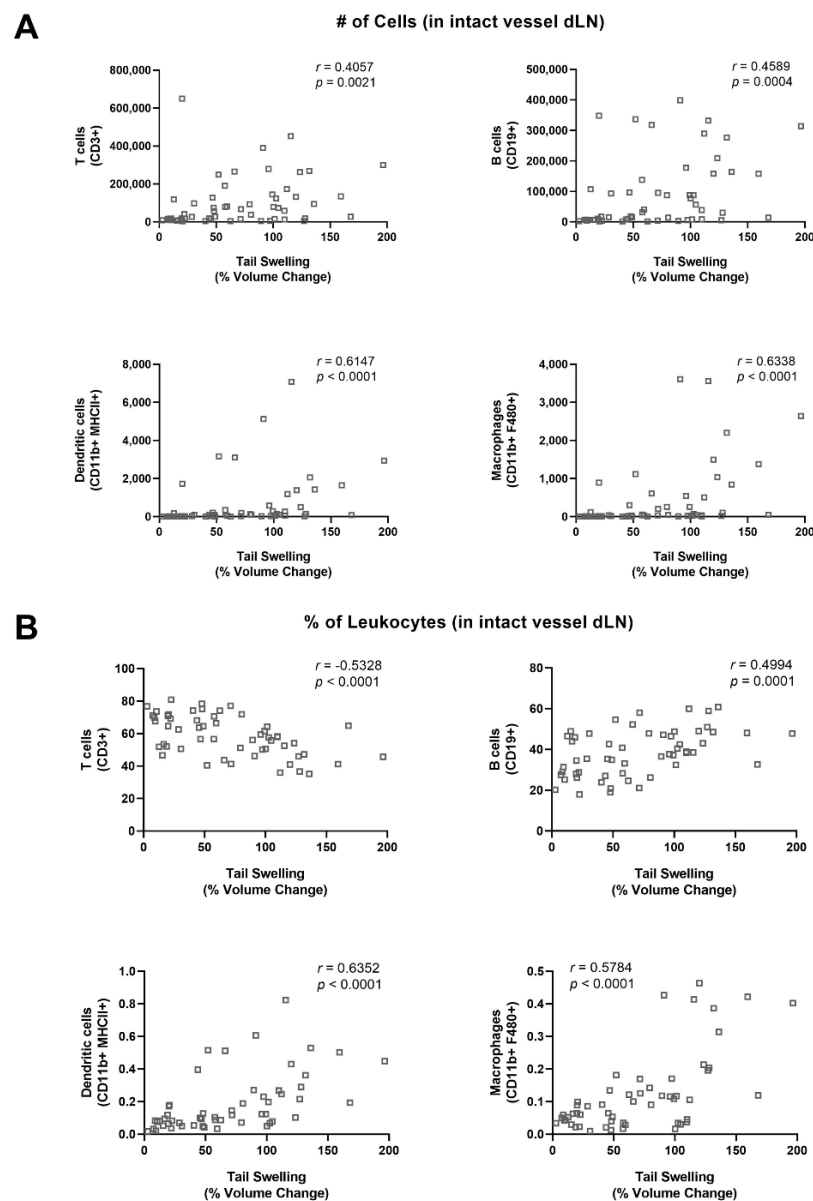 A
# of Cells (in intact vessel dLN)
r = 0.4057
p = 0.0021
800,000
600,000
400,000
200,000
0
T cells
(CD3+)
0 50 100 150 200
Tail Swelling
(% Volume Change)
r = 0.4589
p = 0.0004
500,000
400,000
300,000
200,000
100,000
0
B cells
(CD19+)
0 50 100 150 200
Tail Swelling
(% Volume Change)
r = 0.6147
p < 0.0001
8,000
6,000
4,000
2,000
0
Dendritic cells
(CD11b+ MHCII+)
0 50 100 150 200
Tail Swelling
(% Volume Change)
r = 0.6338
p < 0.0001
4,000
3,000
2,000
1,000
0
Macrophages
(CD11b+ F480+)
0 50 100 150 200
Tail Swelling
(% Volume Change)
B
% of Leukocytes (in intact vessel dLN)
r = -0.5328
p < 0.0001
100
80
60
40
20
0
T cells
(CD3+)
0 50 100 150 200
Tail Swelling
(% Volume Change)
r = 0.4994
p = 0.0001
80
60
40
20
0
B cells
(CD19+)
0 50 100 150 200
Tail Swelling
(% Volume Change)
r = 0.6352
p < 0.0001
1.0
0.8
0.6
0.4
0.2
0.0
Dendritic cells
(CD11b+ MHCII+)
0 50 100 150 200
Tail Swelling
(% Volume Change)
r = 0.5784
p < 0.0001
0.5
0.4
0.3
0.2
0.1
0.0
Macrophages
(CD11b+ F480+)
0 50 100 150 200
Tail Swelling
(% Volume Change)